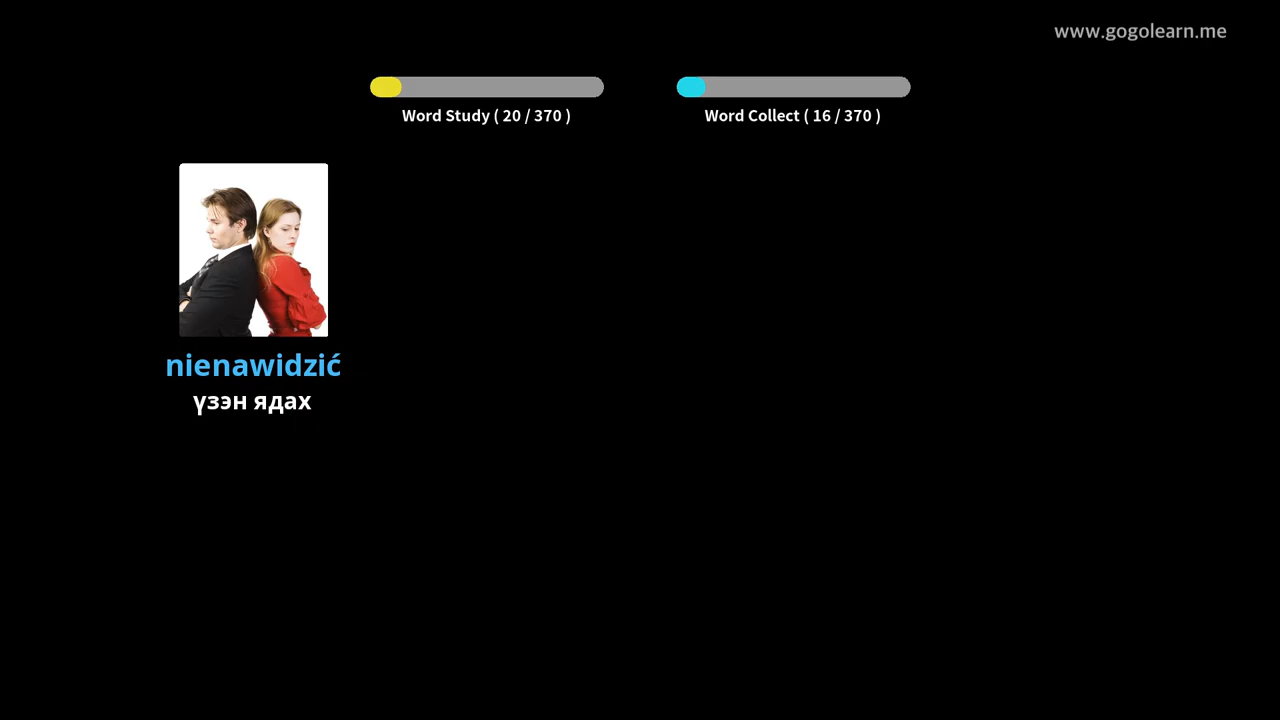 www.gogolearn.me
Word Study ( 20 / 370 )
Word Collect ( 16 / 370 )
nienawidzić
үзэн ядах